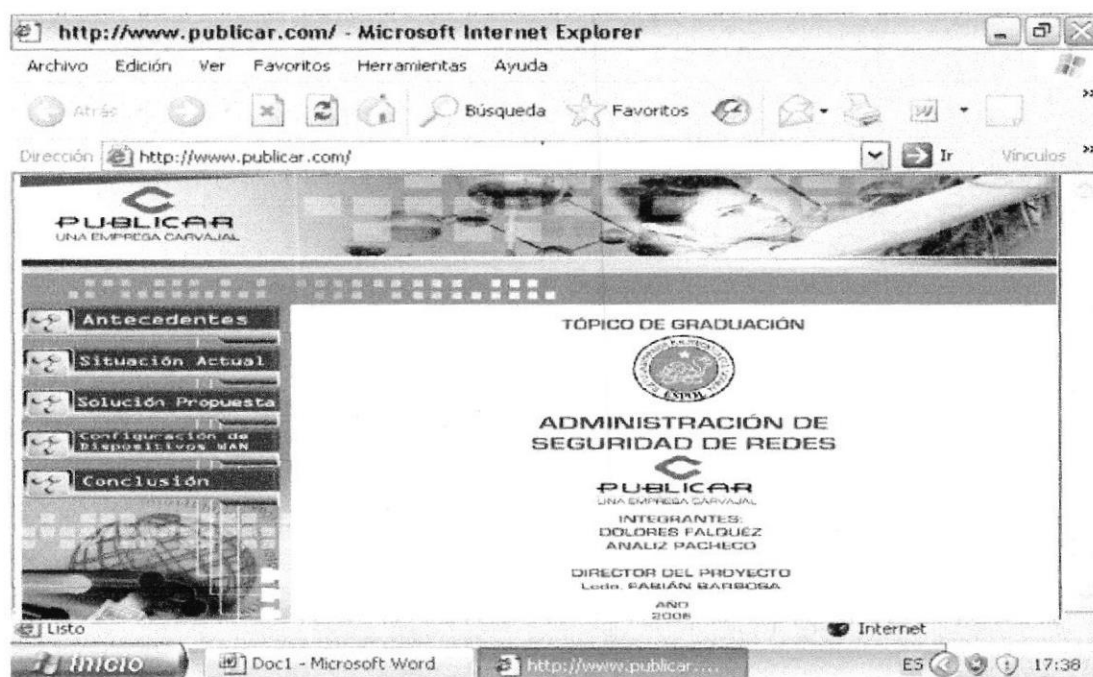 http://www.publicar.com/ - Microsoft Internet Explorer
Archivo Edición Ver Favoritos Herramientas Ayuda
Atrás Búsqueda Favoritos
Dirección http://www.publicar.com/ Ir Vínculos
PUBLICAR
UNA EMPRESA CARVAJAL
Antecedentes
Situación Actual
Solución Propuesta
Configuración de
Dispositivos WAN
Conclusión
TÓPICO DE GRADUACIÓN
ESPOL
ADMINISTRACIÓN DE
SEGURIDAD DE REDES
PUBLICAR
UNA EMPRESA CARVAJAL
INTEGRANTES:
DOLORES FALQUEZ
ANALIZ PACHECO
DIRECTOR DEL PROYECTO
Lcdo. FABIÁN BARBOSA
AÑO
Listo Internet
Inicio Doc1 - Microsoft Word http://www.publicar.... ES 17:38